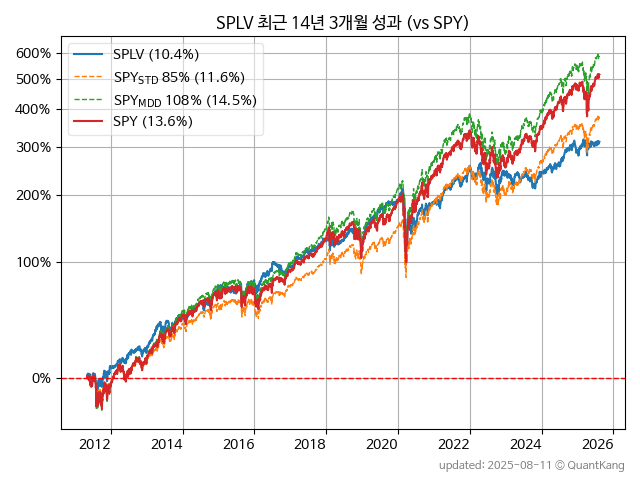 SPLV 최근 14년 3개월 성과 (vs SPY)
SPLV (10.4%)
SPY_STD 85% (11.6%)
SPY_MDD 108% (14.5%)
SPY (13.6%)
600%
500%
400%
300%
200%
100%
0%
2012 2014 2016 2018 2020 2022 2024 2026
updated: 2025-08-11 © QuantKang